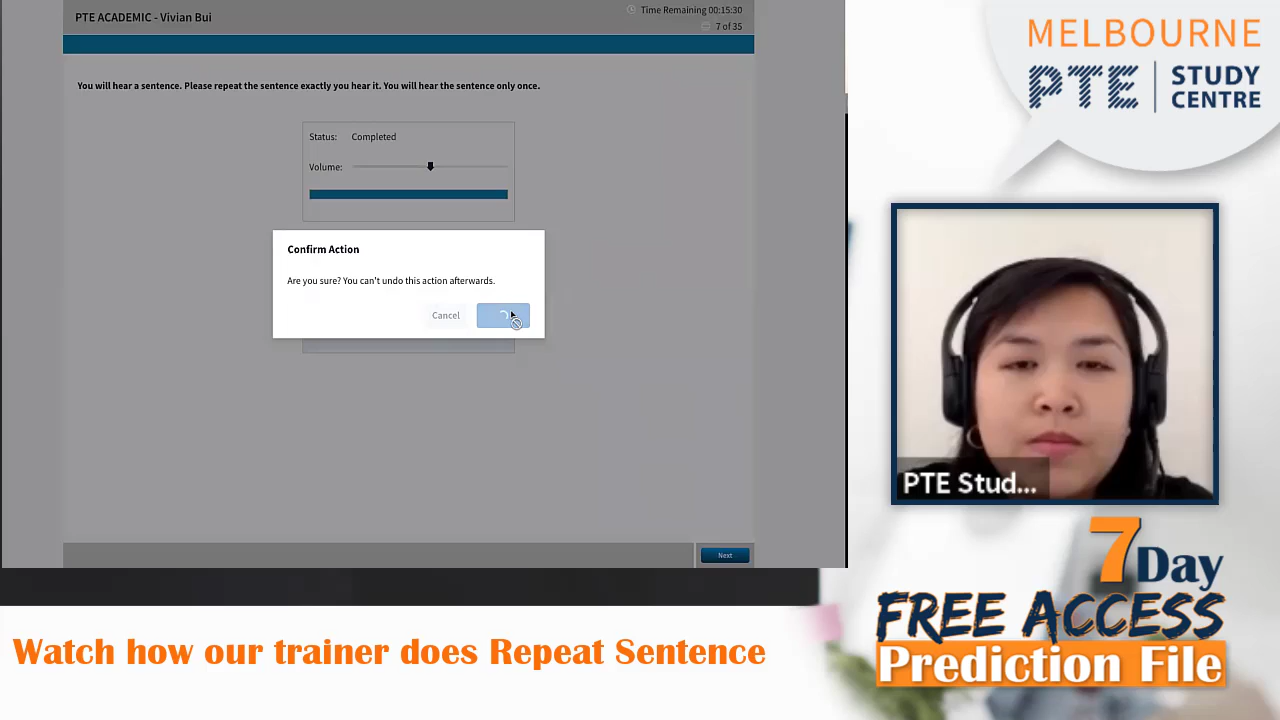 PTE ACADEMIC - Vivian Bui
Time Remaining 00:15:30
7 of 35
You will hear a sentence. Please repeat the sentence exactly you hear it. You will hear the sentence only once.
Status: Completed
Volume:
Confirm Action
Are you sure? You can't undo this action afterwards.
Cancel
Next
MELBOURNE
PTE STUDY CENTRE
PTE Stud...
7 Day
FREE ACCESS
Prediction File
Watch how our trainer does Repeat Sentence